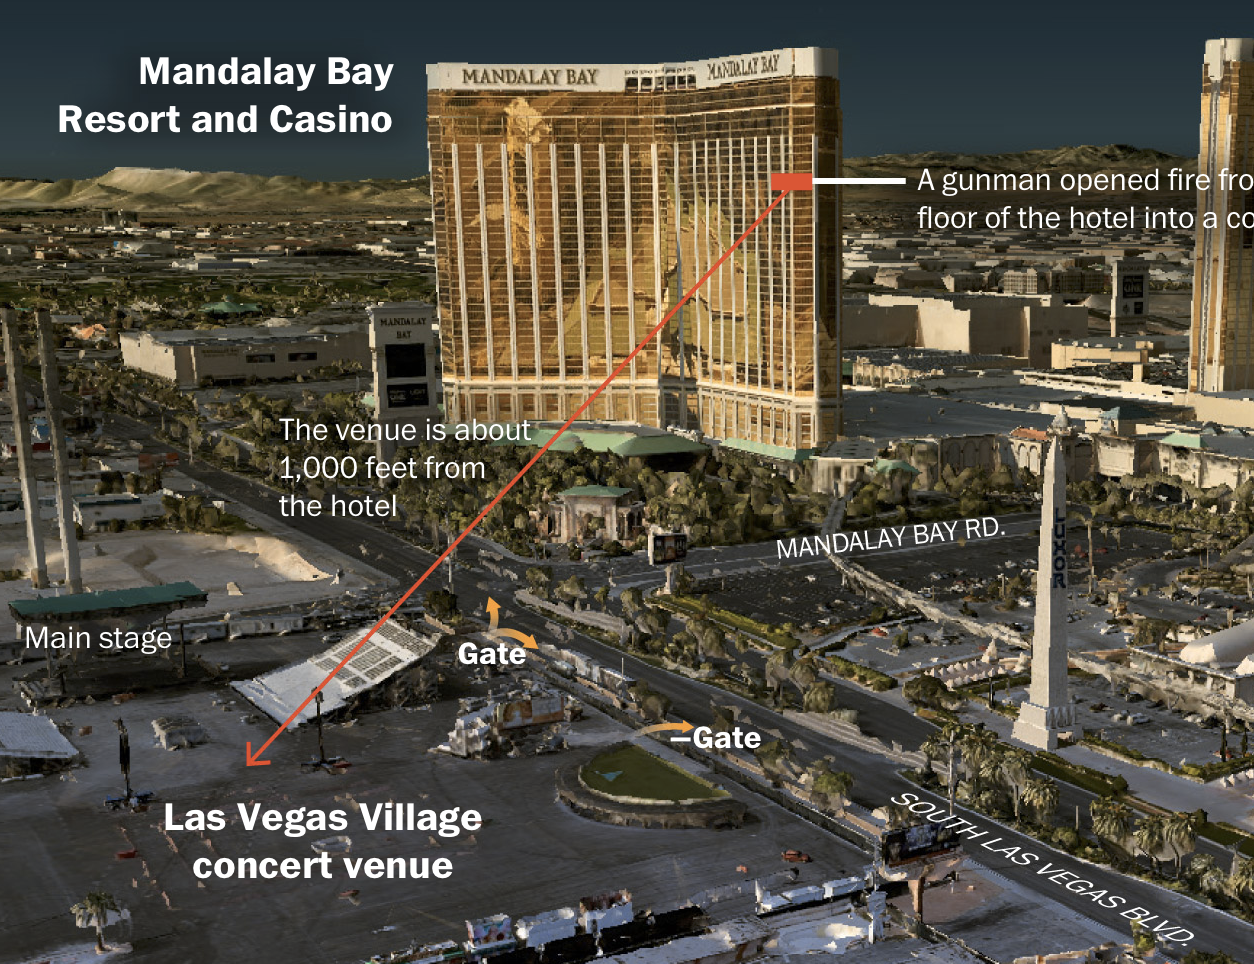 Mandalay Bay
Resort and Casino
MANDALAY BAY
MANDALAY BAY
A gunman opened fire fro
floor of the hotel into a co
MANDALAY
BAY
The venue is about
1,000 feet from
the hotel
MANDALAY BAY RD.
LUXOR
Main stage
Gate
Gate
Las Vegas Village
concert venue
SOUTH LAS VEGAS BLVD.